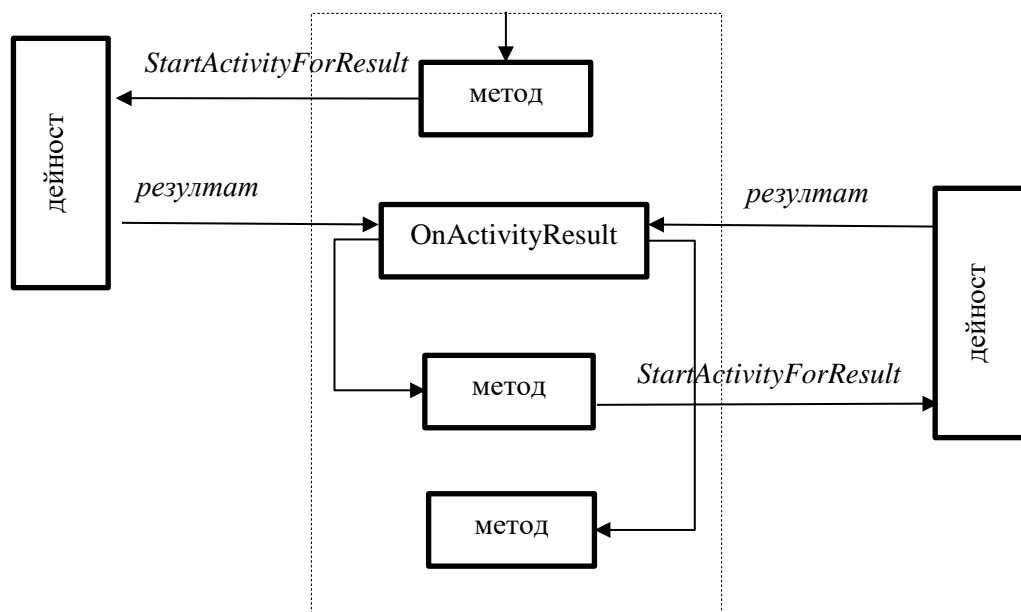 StartActivityForResult
метод
дейност
резултат
OnActivityResult
резултат
дейност
метод
StartActivityForResult
метод